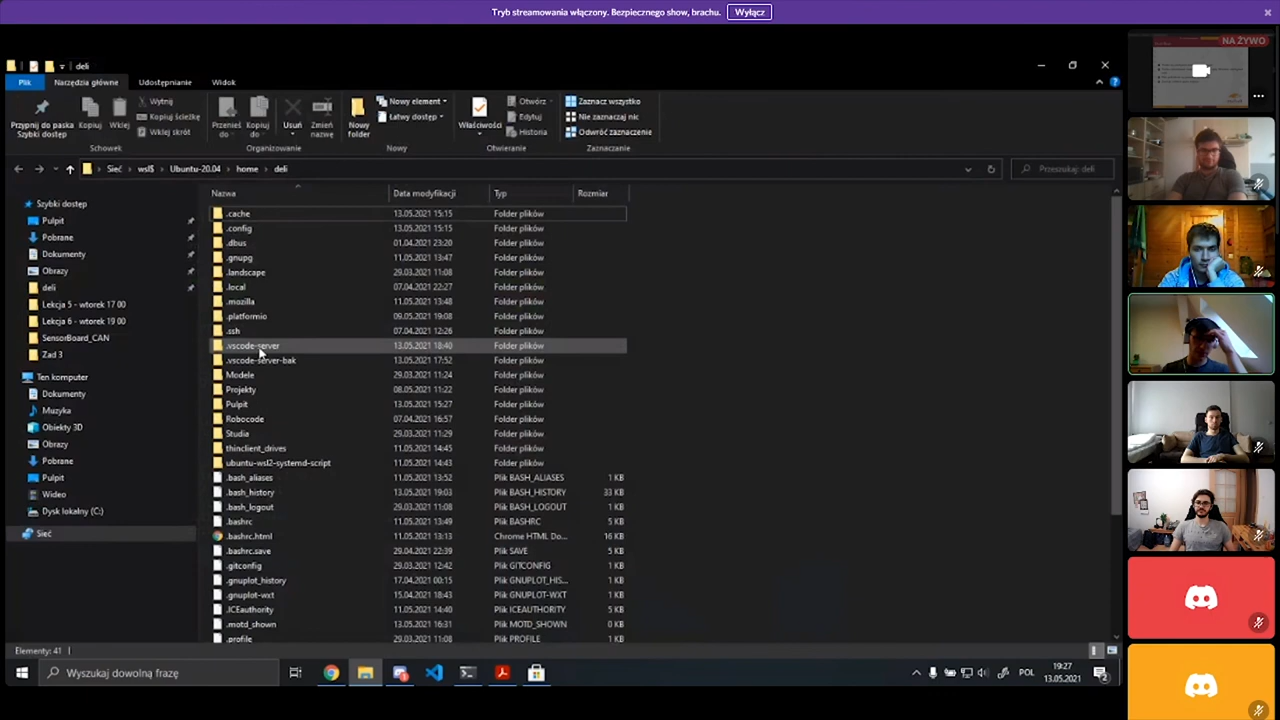 Tryb streamowania włączony. Bezpiecznego show, brachu. Wyłącz
NA ŻYWO
deli
Plik Narzędzia główne Udostępnianie Widok
Przypnij do paska Szybki dostęp
Kopiuj
Wklej
Wytnij
Kopiuj ścieżkę
Wklej skrót
Przenieś do
Kopiuj do
Usuń
Zmień nazwę
Nowy folder
Nowy element
Łatwy dostęp
Właściwości
Otwórz
Edytuj
Historia
Zaznacz wszystko
Nie zaznaczaj nic
Odwróć zaznaczenie
Schowek Organizowanie Nowy Otwieranie Zaznaczanie
Sieć wsl$ Ubuntu-20.04 home deli Przeszukaj: deli
Szybki dostęp
Pulpit
Pobrane
Dokumenty
Obrazy
deli
Lekcja 5 - wtorek 17 00
Lekcja 6 - wtorek 19 00
SensorBoard_CAN
Zad 3
Ten komputer
Dokumenty
Muzyka
Obiekty 3D
Obrazy
Pobrane
Pulpit
Wideo
Dysk lokalny (C:)
Sieć
Nazwa Data modyfikacji Typ Rozmiar
.cache 13.05.2021 15:15 Folder plików
.config 13.05.2021 15:15 Folder plików
.dbus 01.04.2021 23:20 Folder plików
.gnupg 11.05.2021 13:47 Folder plików
.landscape 29.03.2021 11:08 Folder plików
.local 07.04.2021 22:27 Folder plików
.mozilla 11.05.2021 13:48 Folder plików
.platformio 09.05.2021 19:08 Folder plików
.ssh 07.04.2021 12:26 Folder plików
.vscode-server 13.05.2021 18:40 Folder plików
.vscode-server-bak 13.05.2021 17:52 Folder plików
Modele 29.03.2021 11:24 Folder plików
Projekty 08.05.2021 11:22 Folder plików
Pulpit 13.05.2021 15:27 Folder plików
Robocode 07.04.2021 16:57 Folder plików
Studia 29.03.2021 11:29 Folder plików
thinclient_drives 11.05.2021 14:45 Folder plików
ubuntu-wsl2-systemd-script 11.05.2021 14:43 Folder plików
.bash_aliases 11.05.2021 13:52 Plik BASH_ALIASES 1 KB
.bash_history 13.05.2021 19:03 Plik BASH_HISTORY 33 KB
.bash_logout 29.03.2021 11:08 Plik BASH_LOGOUT 1 KB
.bashrc 11.05.2021 13:49 Plik BASHRC 5 KB
.bashrc.html 11.05.2021 13:13 Chrome HTML Do... 16 KB
.bashrc.save 29.04.2021 22:39 Plik SAVE 5 KB
.gitconfig 29.03.2021 12:42 Plik GITCONFIG 1 KB
.gnuplot_history 17.04.2021 00:15 Plik GNUPLOT_HIS... 1 KB
.gnuplot-wxt 15.04.2021 18:43 Plik GNUPLOT-WXT 1 KB
.ICEauthority 11.05.2021 14:40 Plik ICEAUTHORITY 1 KB
.motd_shown 13.05.2021 16:31 Plik MOTD_SHOWN 0 KB
.profile 29.03.2021 11:08 Plik PROFILE 1 KB
Elementy: 41
Wyszukaj dowolną frazę
POL
19:27
13.05.2021
2